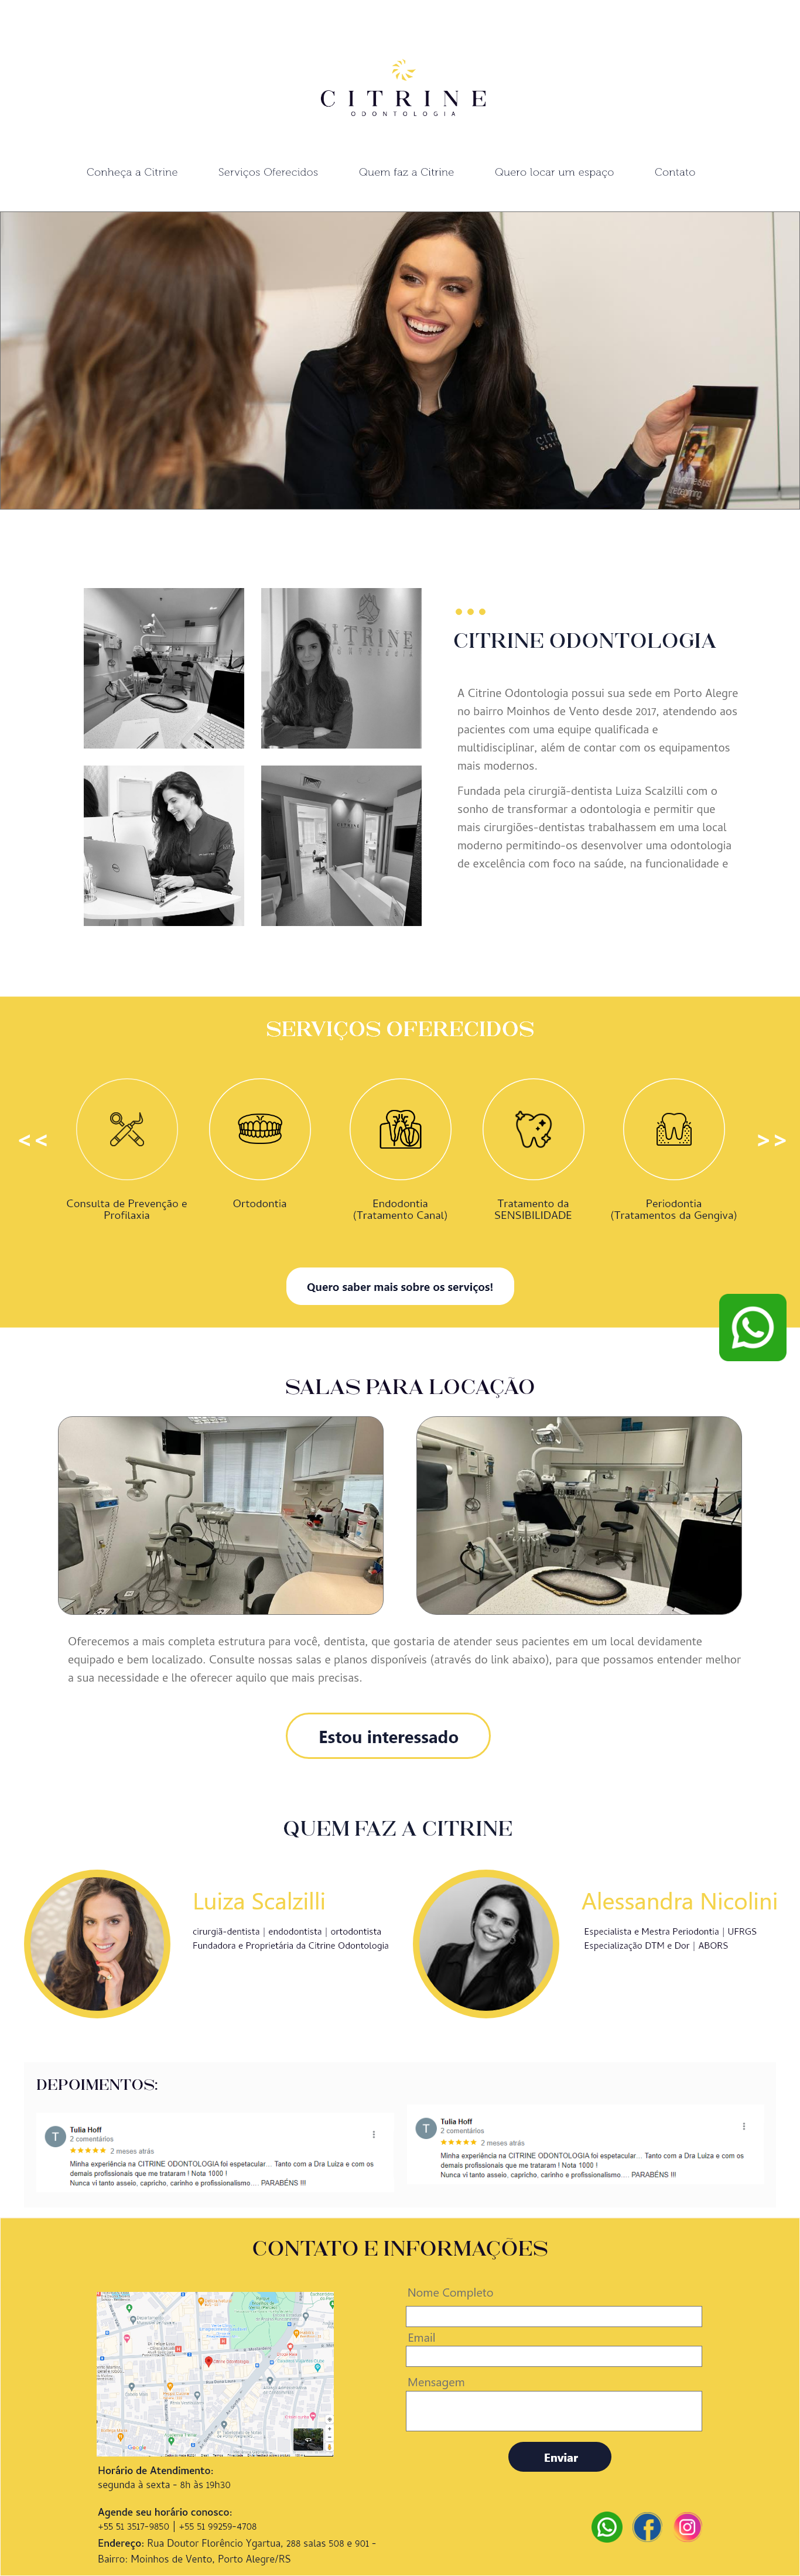 CITRINE
ODONTOLOGIA
Conheça a Citrine
Serviços Oferecidos
Quem faz a Citrine
Quero locar um espaço
Contato
CITRINE
CITRINE ODONTOLOGIA
A Citrine Odontologia possui sua sede em Porto Alegre
no bairro Moinhos de Vento desde 2017, atendendo aos
pacientes com uma equipe qualificada e
multidisciplinar, além de contar com os equipamentos
mais modernos.
Fundada pela cirurgiã-dentista Luiza Scalzilli com o
sonho de transformar a odontologia e permitir que
mais cirurgiões-dentistas trabalhassem em uma local
moderno permitindo-os desenvolver uma odontologia
de excelência com foco na saúde, na funcionalidade e
SERVIÇOS OFERECIDOS
<<
>>
Consulta de Prevenção e
Profilaxia
Ortodontia
Endodontia
(Tratamento Canal)
Tratamento da
SENSIBILIDADE
Periodontia
(Tratamentos da Gengiva)
Quero saber mais sobre os serviços!
SALAS PARA LOCAÇÃO
Oferecemos a mais completa estrutura para você, dentista, que gostaria de atender seus pacientes em um local devidamente
equipado e bem localizado. Consulte nossas salas e planos disponíveis (através do link abaixo), para que possamos entender melhor
a sua necessidade e lhe oferecer aquilo que mais precisas.
Estou interessado
QUEM FAZ A CITRINE
Luiza Scalzilli
cirurgiã-dentista | endodontista | ortodontista
Fundadora e Proprietária da Citrine Odontologia
Alessandra Nicolini
Especialista e Mestra Periodontia | UFRGS
Especialização DTM e Dor | ABORS
DEPOIMENTOS:
T
Tulia Hoff
2 comentários
★★★★★ 2 meses atrás
Minha experiência na CITRINE ODONTOLOGIA foi espetacular... Tanto com a Dra Luiza e com os
demais profissionais que me trataram ! Nota 1000 !
Nunca vi tanto asseio, capricho, carinho e profissionalismo.... PARABÉNS !!!
T
Tulia Hoff
2 comentários
★★★★★ 2 meses atrás
Minha experiência na CITRINE ODONTOLOGIA foi espetacular... Tanto com a Dra Luiza e com os
demais profissionais que me trataram ! Nota 1000 !
Nunca vi tanto asseio, capricho, carinho e profissionalismo.... PARABÉNS !!!
CONTATO E INFORMAÇÕES
Citrine Odontologia
Google
Nome Completo
Email
Mensagem
Enviar
Horário de Atendimento:
segunda à sexta - 8h às 19h30
Agende seu horário conosco:
+55 51 3517-9850 | +55 51 99259-4708
Endereço: Rua Doutor Florêncio Ygartua, 288 salas 508 e 901 -
Bairro: Moinhos de Vento, Porto Alegre/RS